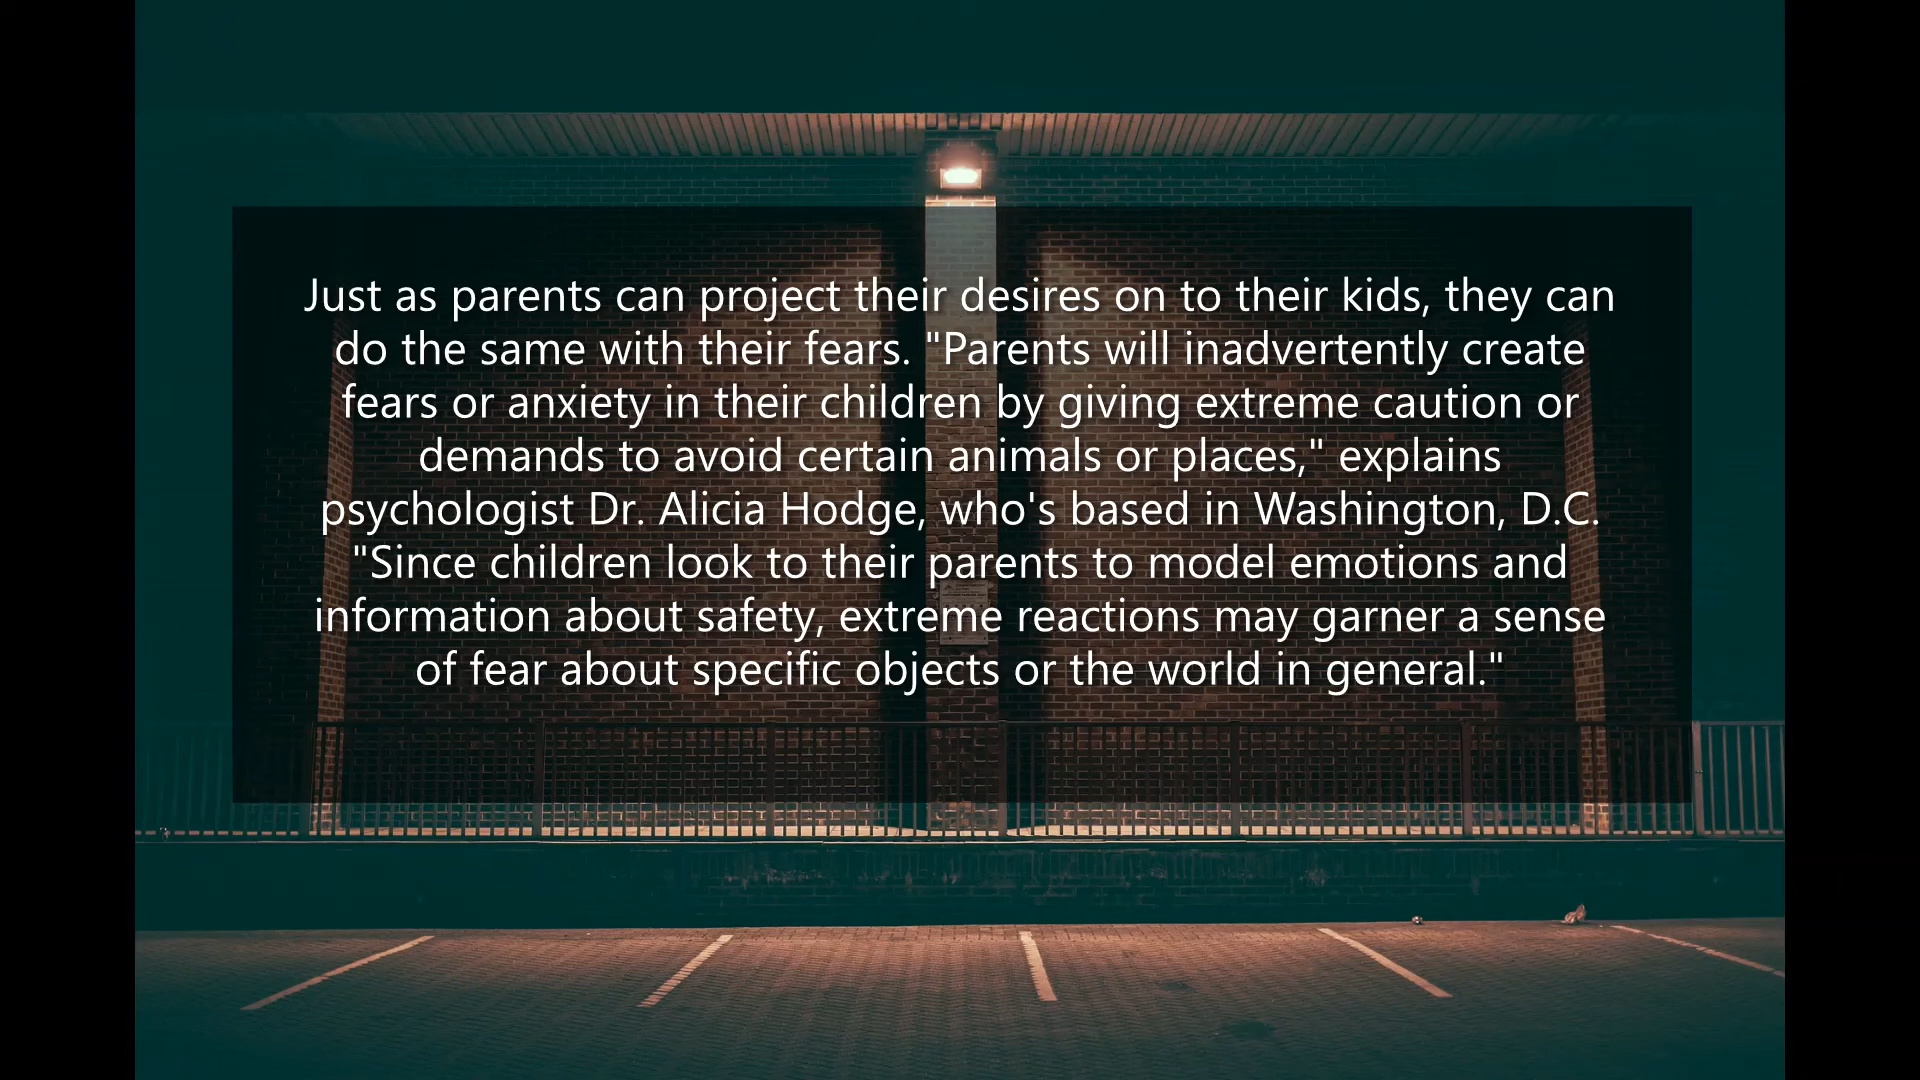 Just as parents can project their desires on to their kids, they can
do the same with their fears. "Parents will inadvertently create
fears or anxiety in their children by giving extreme caution or
demands to avoid certain animals or places," explains
psychologist Dr. Alicia Hodge, who's based in Washington, D.C.
"Since children look to their parents to model emotions and
information about safety, extreme reactions may garner a sense
of fear about specific objects or the world in general."